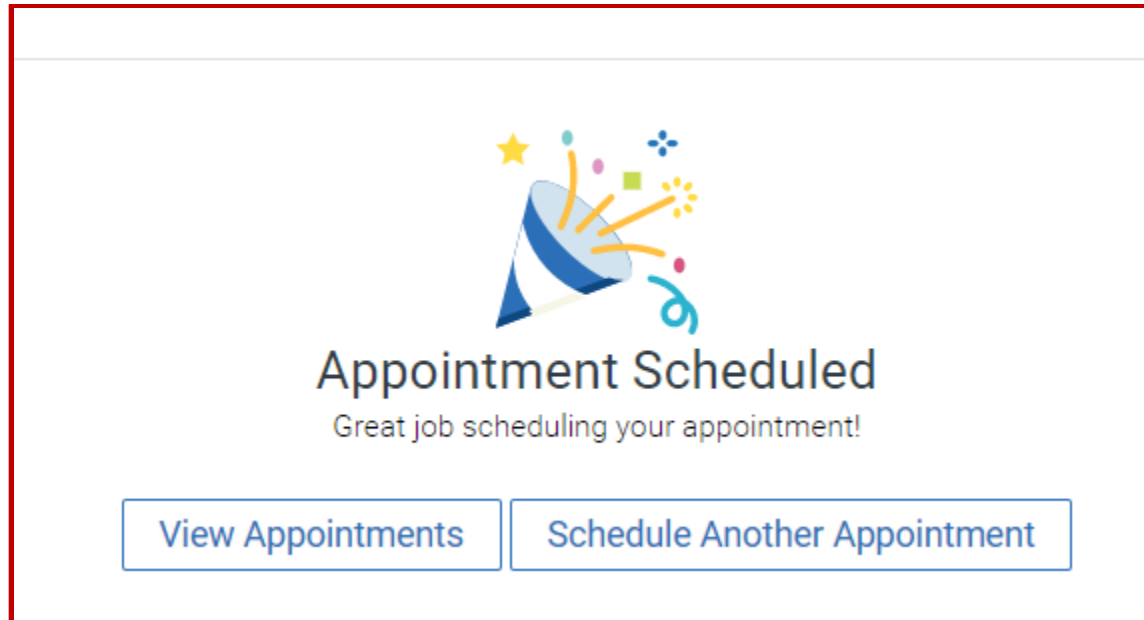 Appointment Scheduled
Great job scheduling your appointment!
View Appointments
Schedule Another Appointment